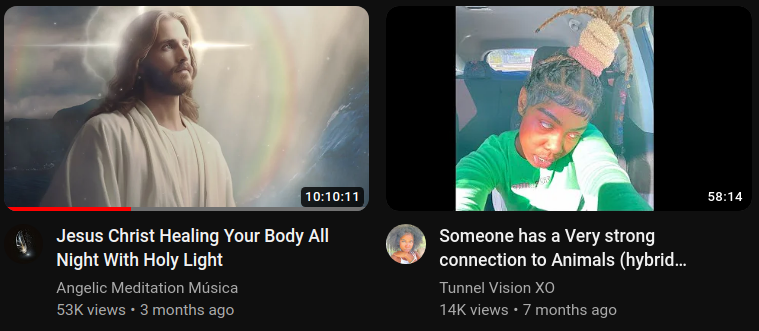 10:10:11
58:14
Jesus Christ Healing Your Body All
Night With Holy Light
Angelic Meditation Música
53K views • 3 months ago
Someone has a Very strong
connection to Animals (hybrid...
Tunnel Vision XO
14K views • 7 months ago